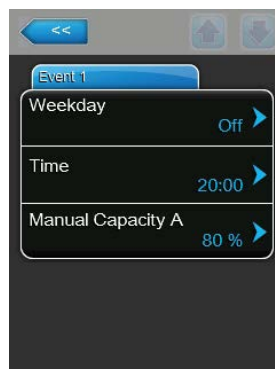 <<
Event 1
Weekday
Off
Time
20:00
Manual Capacity A
80 %